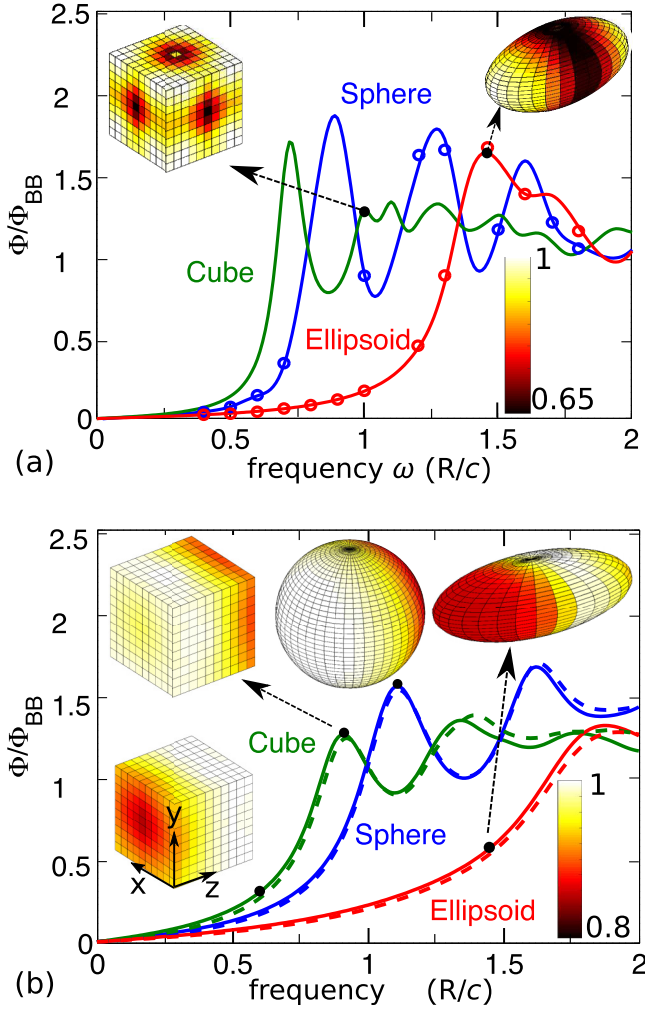 2.5
2
1.5
1
0.5
0
Φ/Φ_BB
Sphere
Cube
Ellipsoid
1
0.65
0
0.5
1
1.5
2
(a)
frequency ω (R/c)
2.5
2
1.5
1
0.5
0
Φ/Φ_BB
Cube
Sphere
Ellipsoid
y
x
z
1
0.8
0
0.5
1
1.5
2
(b)
frequency (R/c)